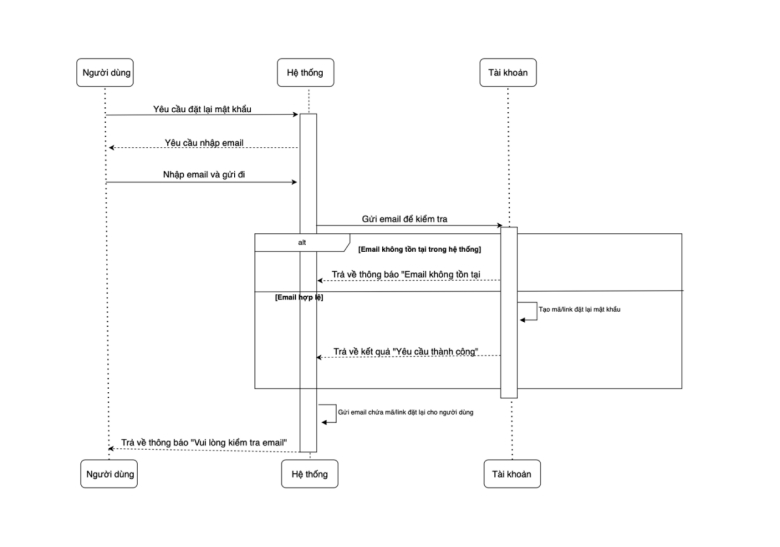 Người dùng
Hệ thống
Tài khoản
Yêu cầu đặt lại mật khẩu
Yêu cầu nhập email
Nhập email và gửi đi
Gửi email để kiểm tra
alt
[Email không tồn tại trong hệ thống]
Trả về thông báo "Email không tồn tại
[Email hợp lệ]
Tạo mã/link đặt lại mật khẩu
Trả về kết quả "Yêu cầu thành công"
Gửi email chứa mã/link đặt lại cho người dùng
Trả về thông báo "Vui lòng kiểm tra email"
Người dùng
Hệ thống
Tài khoản